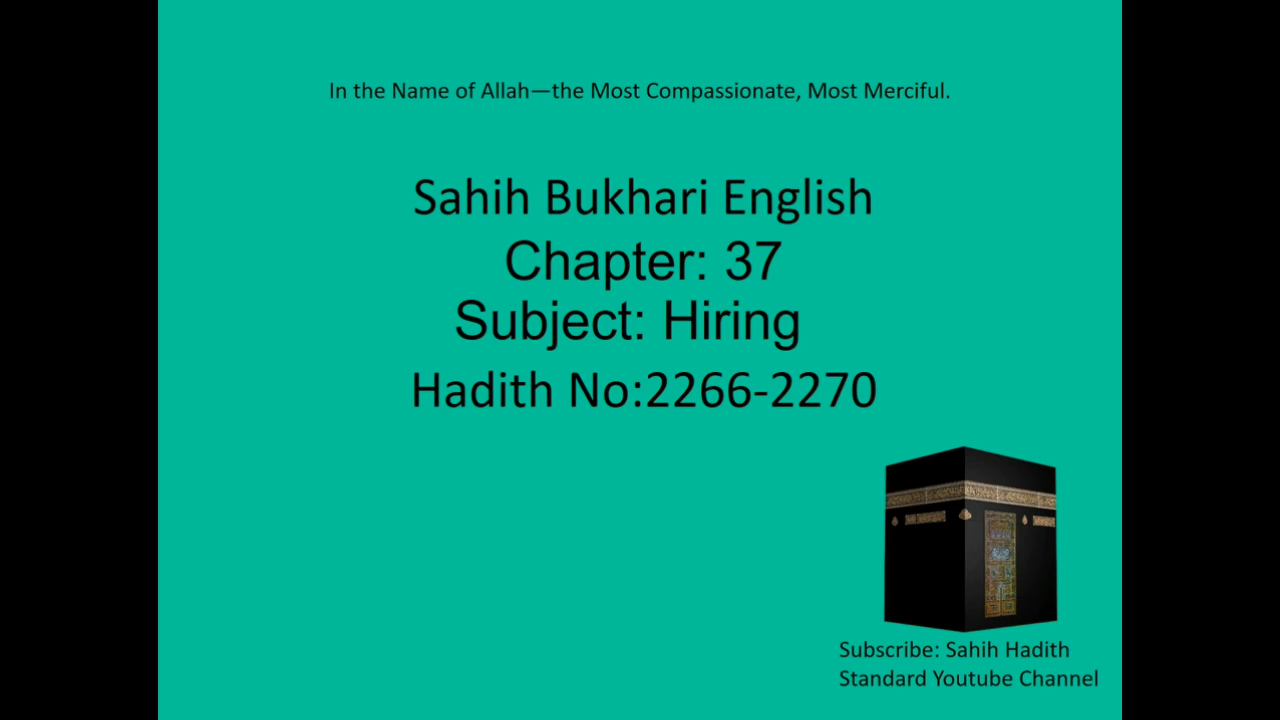 In the Name of Allah—the Most Compassionate, Most Merciful.
Sahih Bukhari English
Chapter: 37
Subject: Hiring
Hadith No:2266-2270
Subscribe: Sahih Hadith
Standard Youtube Channel